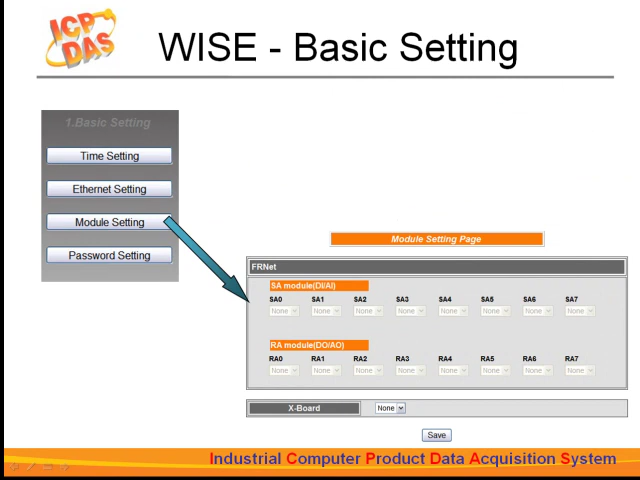 ICP DAS
WISE - Basic Setting
1.Basic Setting
Time Setting
Ethernet Setting
Module Setting
Password Setting
Module Setting Page
FRNet
SA module(DI/AI)
SA0 SA1 SA2 SA3 SA4 SA5 SA6 SA7
None None None None None None None None
RA module(DO/AO)
RA0 RA1 RA2 RA3 RA4 RA5 RA6 RA7
None None None None None None None None
X-Board None
Save
Industrial Computer Product Data Acquisition System